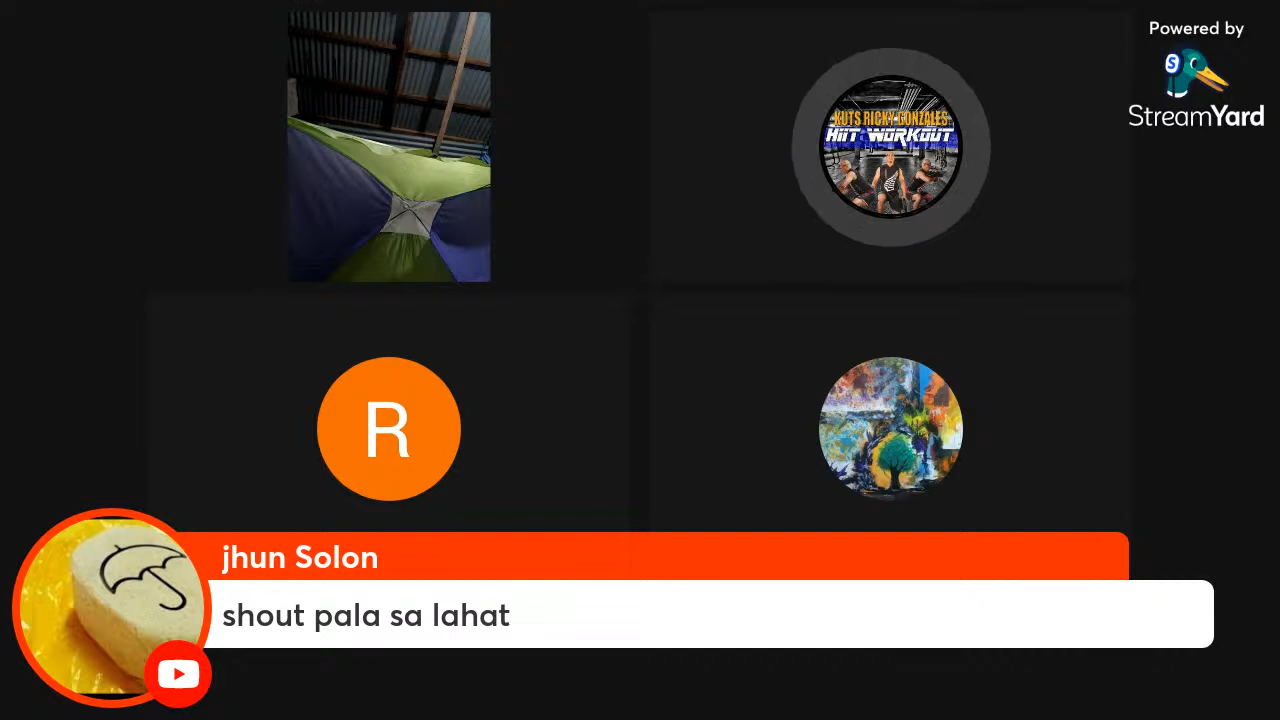 Powered by
S
StreamYard
KUTS RICKY GONZALES
HIIT WORKOUT
R
jhun Solon
shout pala sa lahat